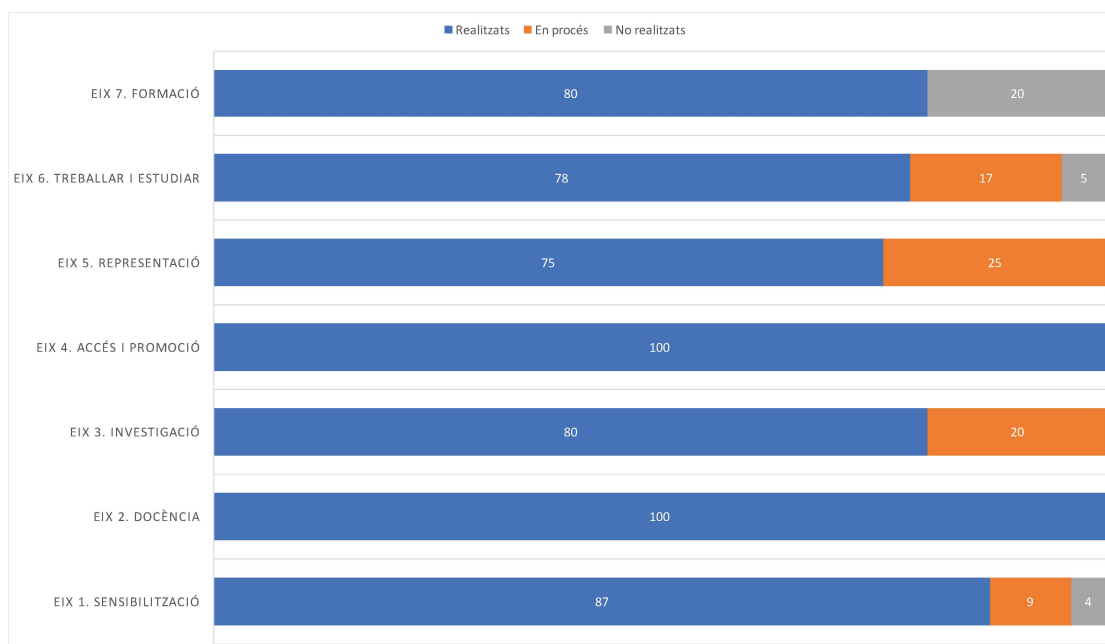 Realitzats En procés No realitzats
EIX 7. FORMACIÓ 80 20
EIX 6. TREBALLAR I ESTUDIAR 78 17 5
EIX 5. REPRESENTACIÓ 75 25
EIX 4. ACCÉS I PROMOCIÓ 100
EIX 3. INVESTIGACIÓ 80 20
EIX 2. DOCÈNCIA 100
EIX 1. SENSIBILITZACIÓ 87 9 4